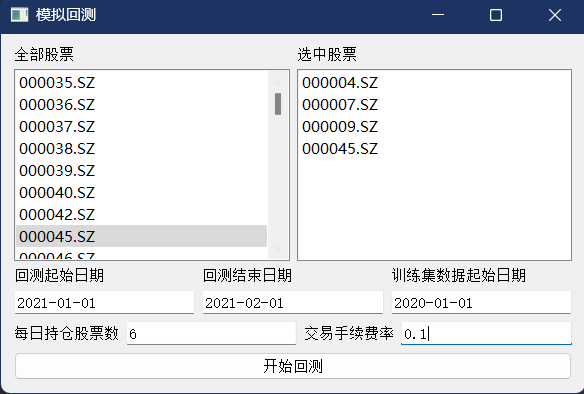 模拟回测
全部股票
选中股票
000035.SZ
000036.SZ
000037.SZ
000038.SZ
000039.SZ
000040.SZ
000042.SZ
000045.SZ
000046.SZ
000004.SZ
000007.SZ
000009.SZ
000045.SZ
回测起始日期
回测结束日期
训练集数据起始日期
2021-01-01
2021-02-01
2020-01-01
每日持仓股票数 6
交易手续费率 0.1
开始回测